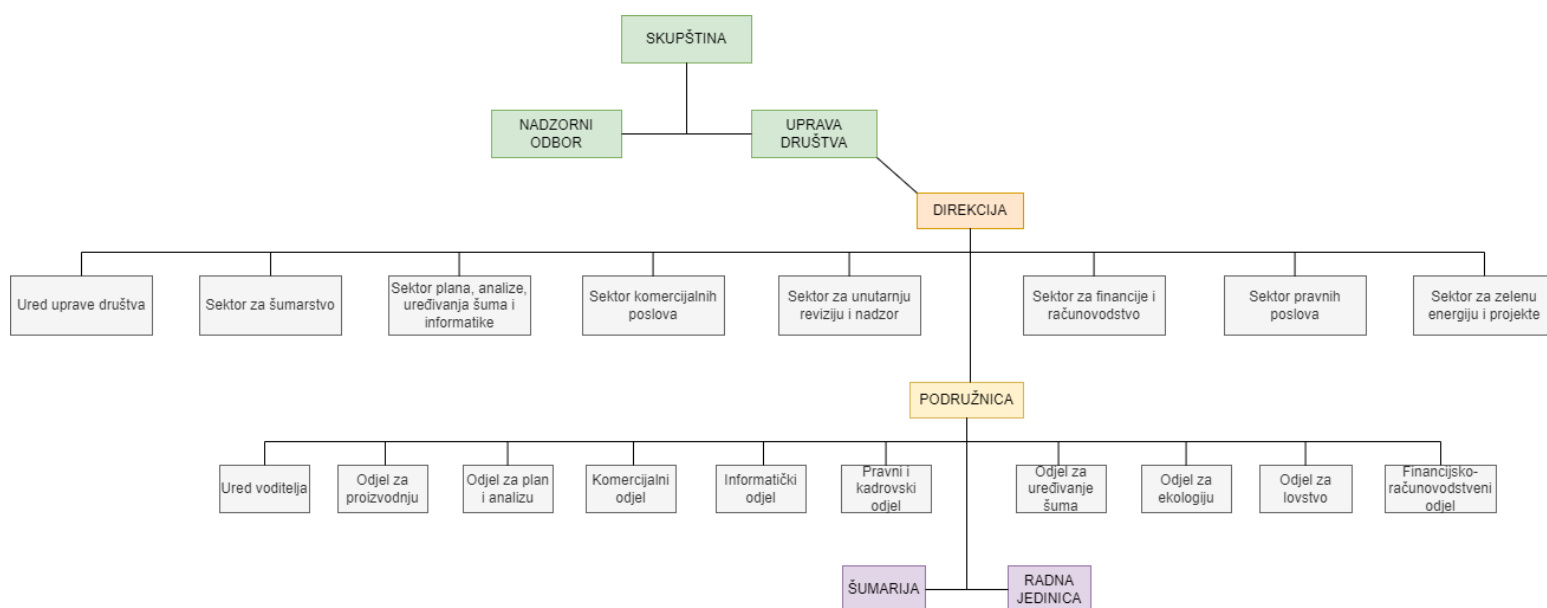 SKUPŠTINA
NADZORNI
ODBOR
UPRAVA
DRUŠTVA
DIREKCIJA
Ured uprave društva
Sektor za šumarstvo
Sektor plana, analize,
uređivanja šuma i
informatike
Sektor komercijalnih
poslova
Sektor za unutarnju
reviziju i nadzor
Sektor za financije i
računovodstvo
Sektor pravnih
poslova
Sektor za zelenu
energiju i projekte
PODRUŽNICA
Ured voditelja
Odjel za
proizvodnju
Odjel za plan
i analizu
Komercijalni
odjel
Informatički
odjel
Pravni i
kadrovski
odjel
Odjel za
uređivanje
šuma
Odjel za
ekologiju
Odjel za
lovstvo
Financijsko-
računovodstveni
odjel
ŠUMARIJA
RADNA
JEDINICA